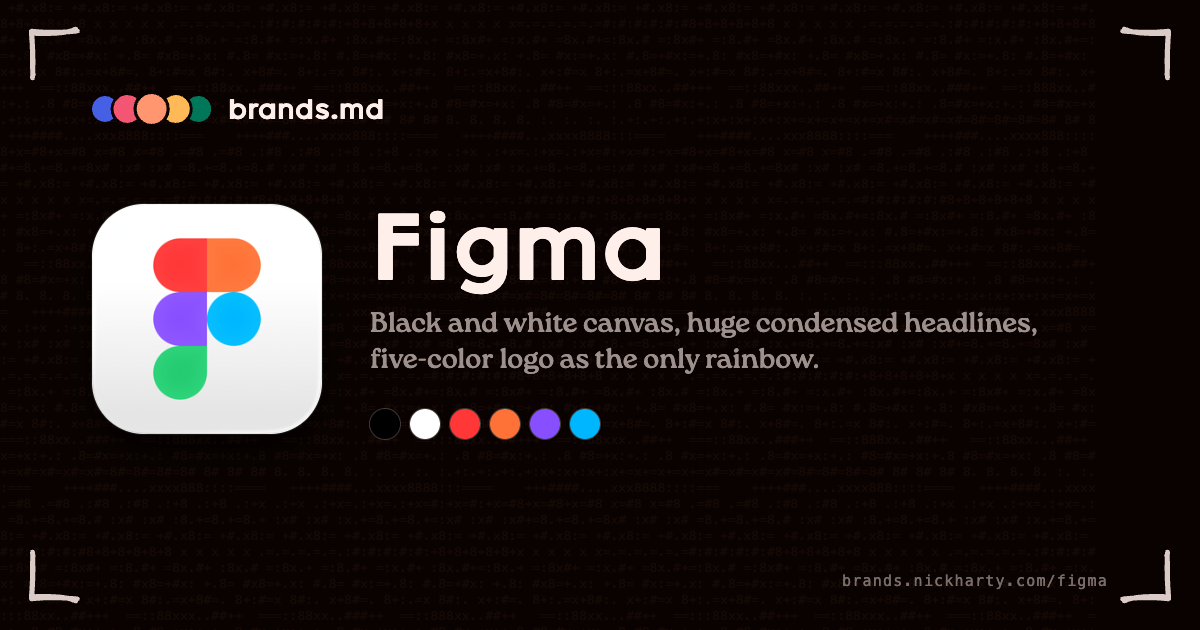 brands.md
Figma
Black and white canvas, huge condensed headlines,
five-color logo as the only rainbow.
brands.nickharty.com/figma